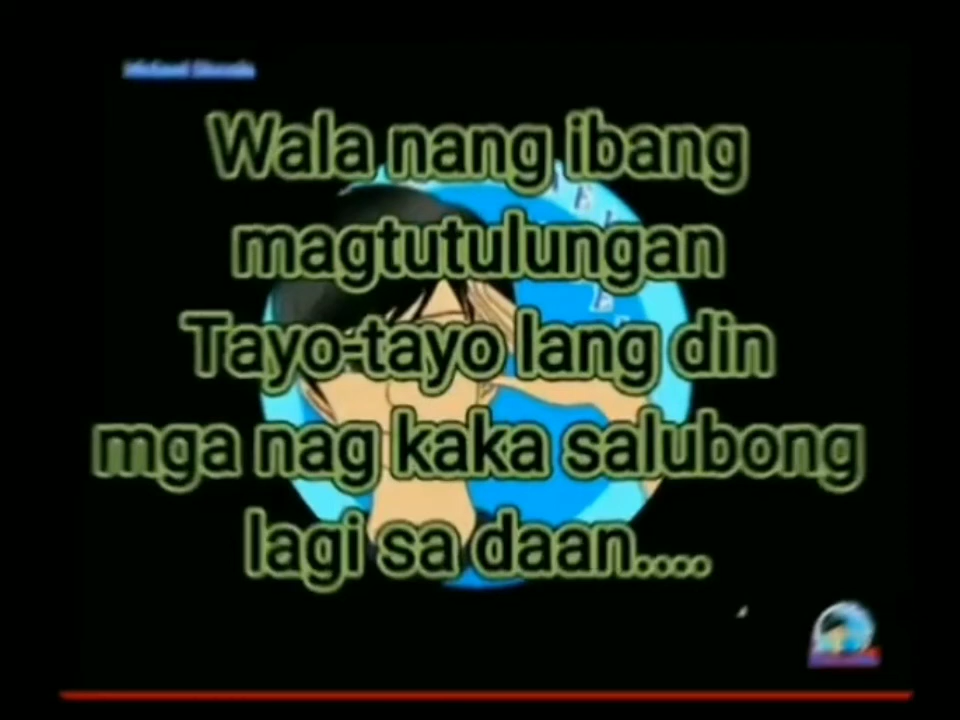 Wala nang ibang
magtutulungan
Tayo-tayo lang din
mga nag kaka salubong
lagi sa daan....